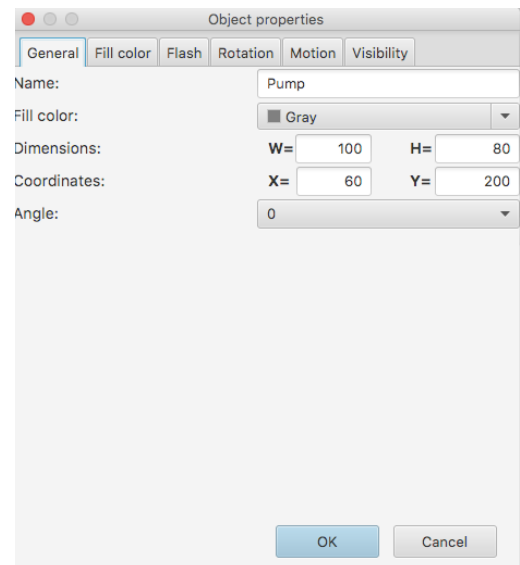 Object properties
General Fill color Flash Rotation Motion Visibility
Name: Pump
Fill color: Gray
Dimensions: W= 100 H= 80
Coordinates: X= 60 Y= 200
Angle: 0
OK Cancel